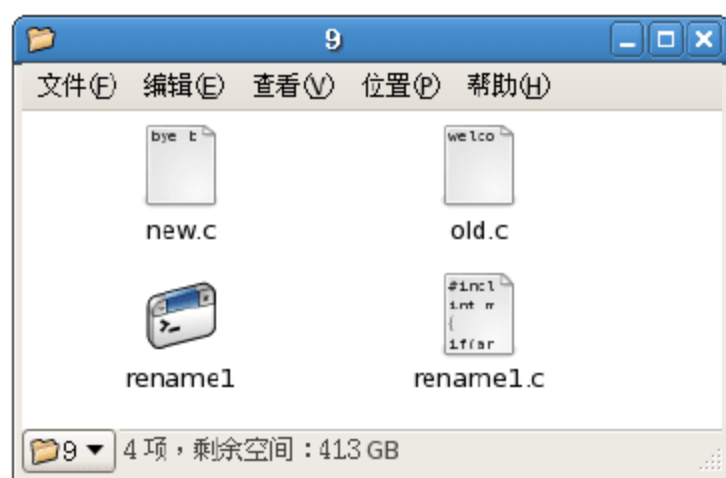 9
文件(F) 编辑(E) 查看(V) 位置(P) 帮助(H)
bye t
welco
new.c
old.c
#incl
int m
{
if(ar
rename1
rename1.c
9 4 项，剩余空间：41.3 GB